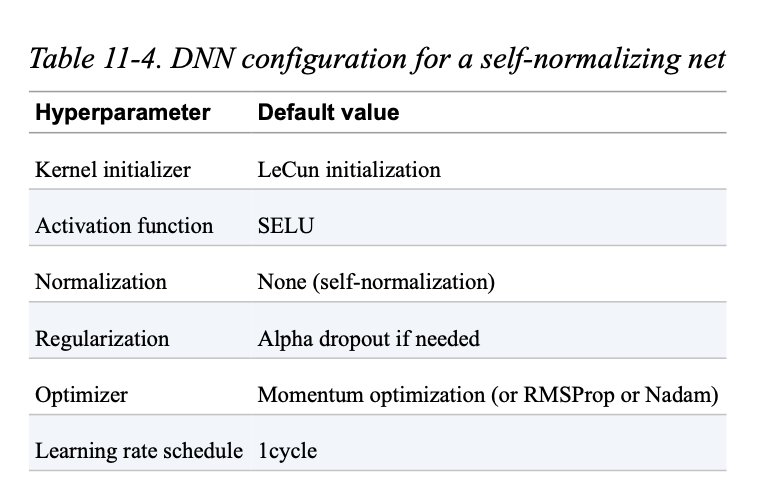 Table 11-4. DNN configuration for a self-normalizing net
Hyperparameter Default value
Kernel initializer LeCun initialization
Activation function SELU
Normalization None (self-normalization)
Regularization Alpha dropout if needed
Optimizer Momentum optimization (or RMSProp or Nadam)
Learning rate schedule 1cycle